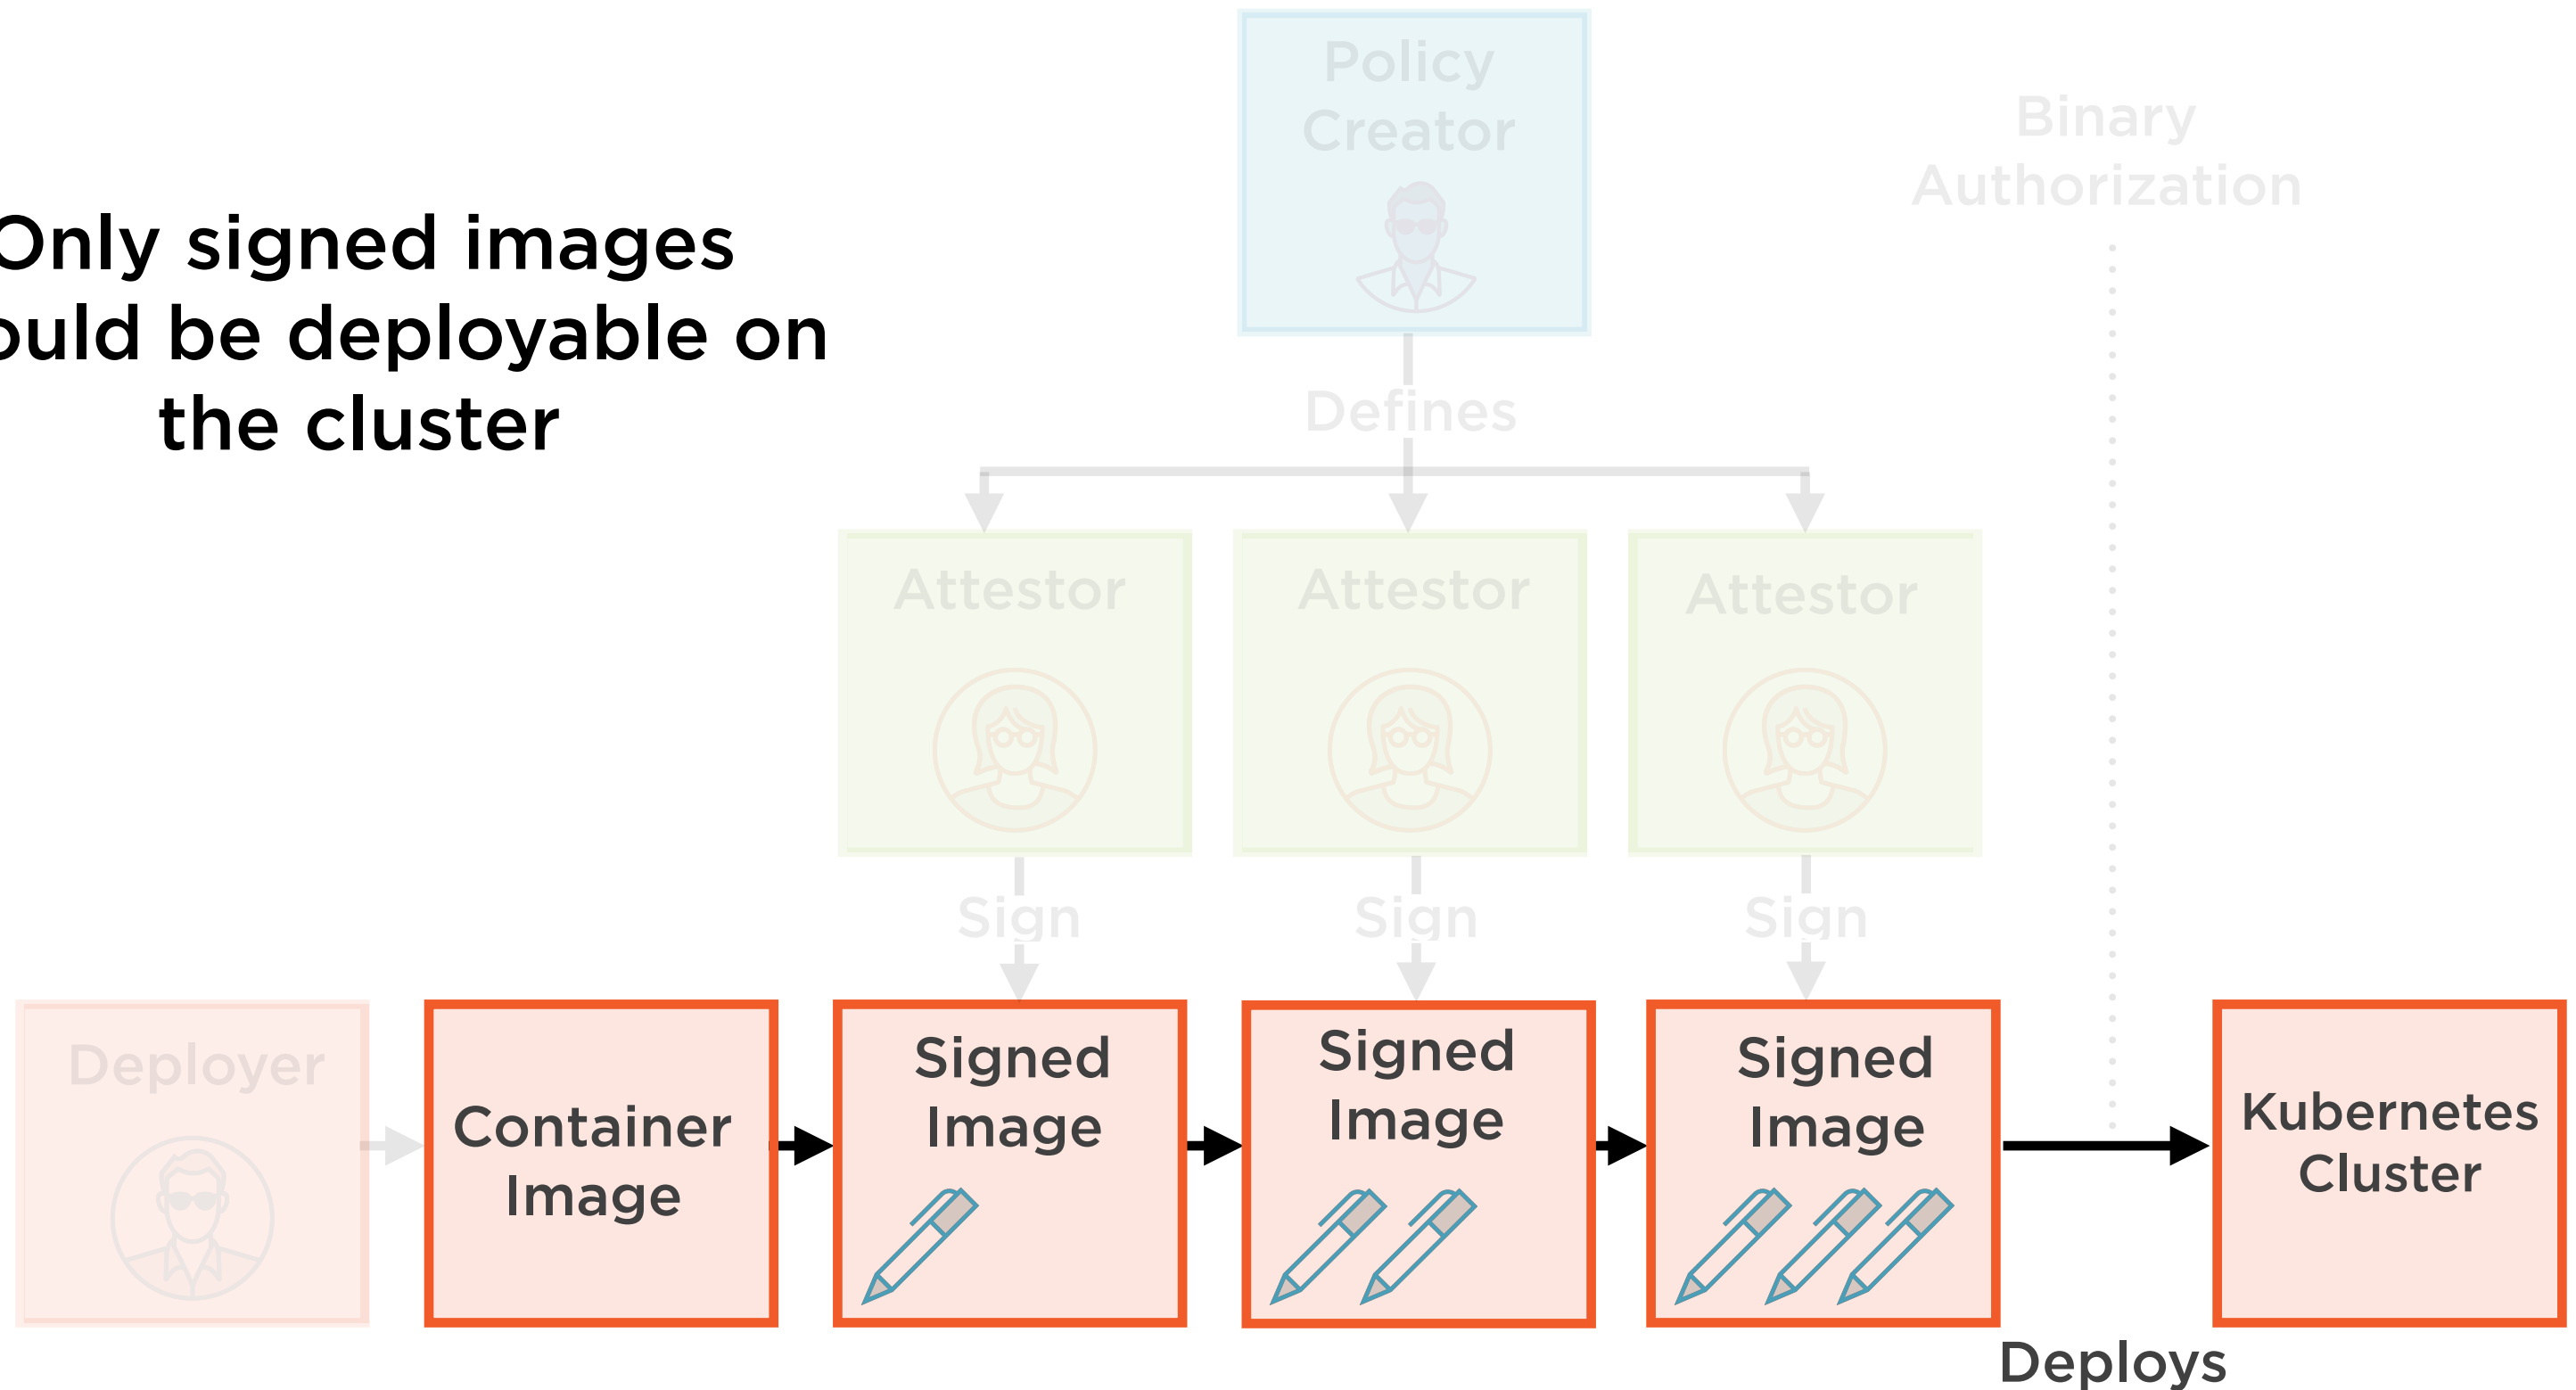 Policy
Creator
Binary
Authorization
Only signed images
ould be deployable on
the cluster
Defines
Attestor
Attestor
Attestor
Sign
Sign
Sign
Deployer
Container
Image
Signed
Image
Signed
Image
Signed
Image
Kubernetes
Cluster
Deploys